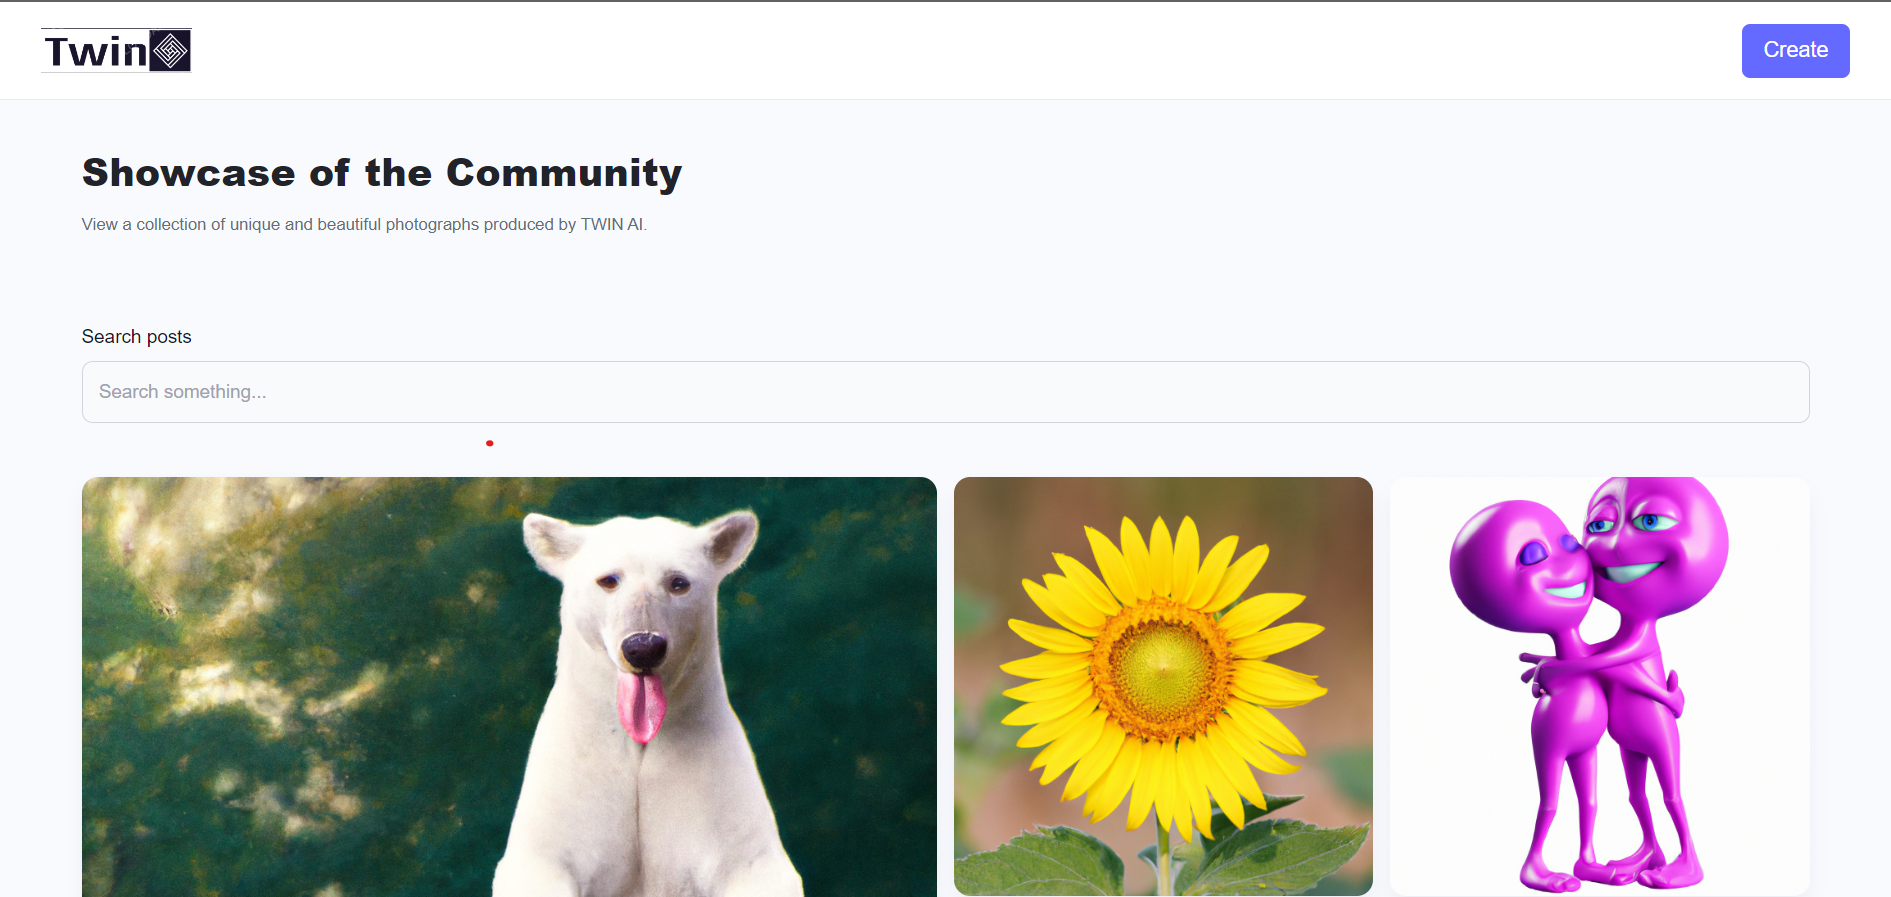 Twin
Create
Showcase of the Community
View a collection of unique and beautiful photographs produced by TWIN AI.
Search posts
Search something...